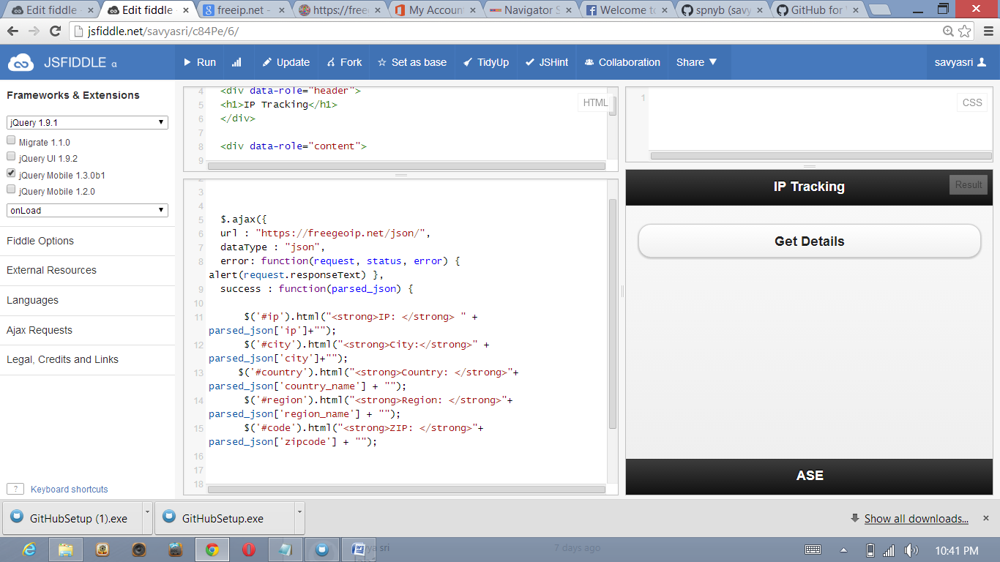 Edit fiddle
Edit fiddle
freeip.net -
https://free
My Accoun
Navigator S
Welcome to
spnyb (savy
GitHub for
jsfiddle.net/savyasri/c84Pe/6/
JSFIDDLE α
Run
Update
Fork
Set as base
TidyUp
JSHint
Collaboration
Share
savyasri
Frameworks & Extensions
jQuery 1.9.1
Migrate 1.1.0
jQuery UI 1.9.2
jQuery Mobile 1.3.0b1
jQuery Mobile 1.2.0
onLoad
Fiddle Options
External Resources
Languages
Ajax Requests
Legal, Credits and Links
? Keyboard shortcuts
HTML
4 <div data-role="header">
5 <h1>IP Tracking</h1>
6 </div>
7
8 <div data-role="content">
9
3
4
5 $.ajax({
6 url : "https://freegeoip.net/json/",
7 dataType : "json",
8 error: function(request, status, error) {
alert(request.responseText) },
9 success : function(parsed_json) {
10
11 $('#ip').html("<strong>IP: </strong> " +
parsed_json['ip']+"");
12 $('#city').html("<strong>City:</strong>" +
parsed_json['city']+"");
13 $('#country').html("<strong>Country: </strong>"+
parsed_json['country_name'] + "");
14 $('#region').html("<strong>Region: </strong>"+
parsed_json['region_name'] + "");
15 $('#code').html("<strong>ZIP: </strong>"+
parsed_json['zipcode'] + "");
16
17
18
1
CSS
IP Tracking
Result
Get Details
ASE
GitHubSetup (1).exe
GitHubSetup.exe
Show all downloads...
sri
7 days ago
10:41 PM